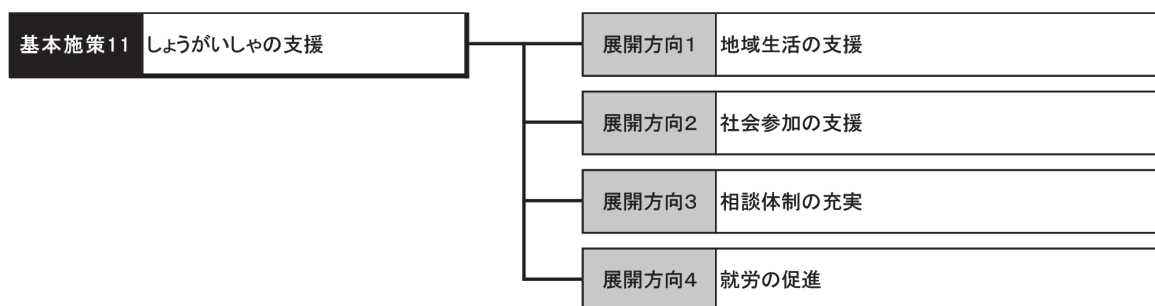 基本施策11 しょうがいしゃの支援
展開方向1 地域生活の支援
展開方向2 社会参加の支援
展開方向3 相談体制の充実
展開方向4 就労の促進